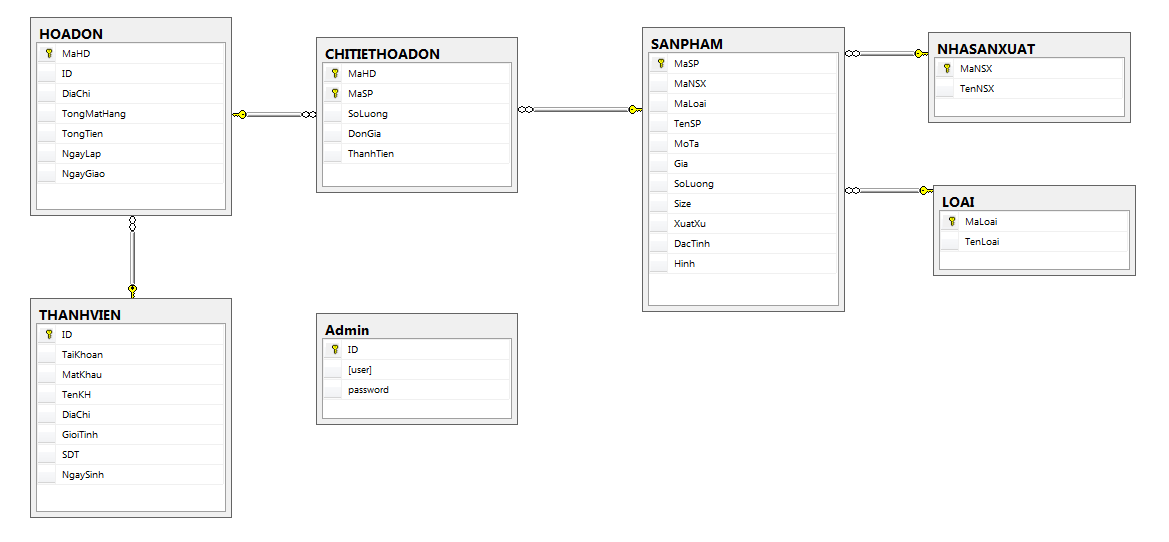 HOADON
MaHD
ID
DiaChi
TongMatHang
TongTien
NgayLap
NgayGiao
CHITIETHOADON
MaHD
MaSP
SoLuong
DonGia
ThanhTien
SANPHAM
MaSP
MaNSX
MaLoai
TenSP
MoTa
Gia
SoLuong
Size
XuatXu
DacTinh
Hinh
NHASANXUAT
MaNSX
TenNSX
LOAI
MaLoai
TenLoai
THANHVIEN
ID
TaiKhoan
MatKhau
TenKH
DiaChi
GioiTinh
SDT
NgaySinh
Admin
ID
[user]
password